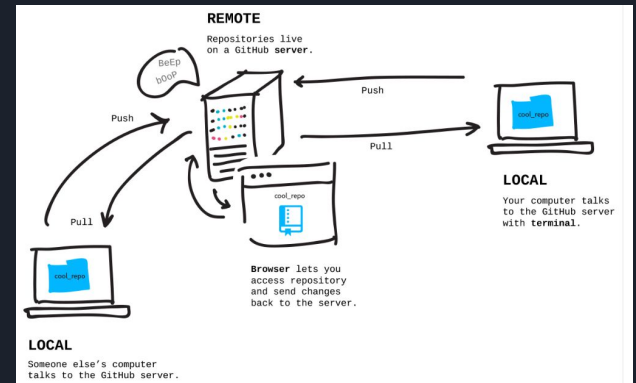 REMOTE
Repositories live
on a GitHub server.
BeEp
bOoP
Push
Pull
Push
Pull
cool_repo
LOCAL
Your computer talks
to the GitHub server
with terminal.
cool_repo
Browser lets you
access repository
and send changes
back to the server.
cool_repo
LOCAL
Someone else's computer
talks to the GitHub server.